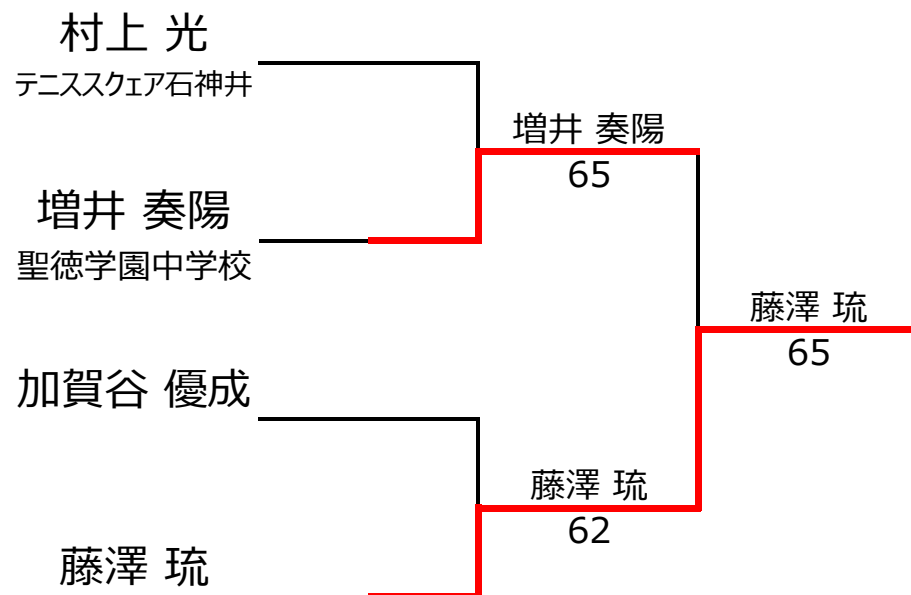 村上 光
テニススクェア石神井
増井 奏陽
65
増井 奏陽
聖徳学園中学校
藤澤 琉
65
加賀谷 優成
藤澤 琉
62
藤澤 琉